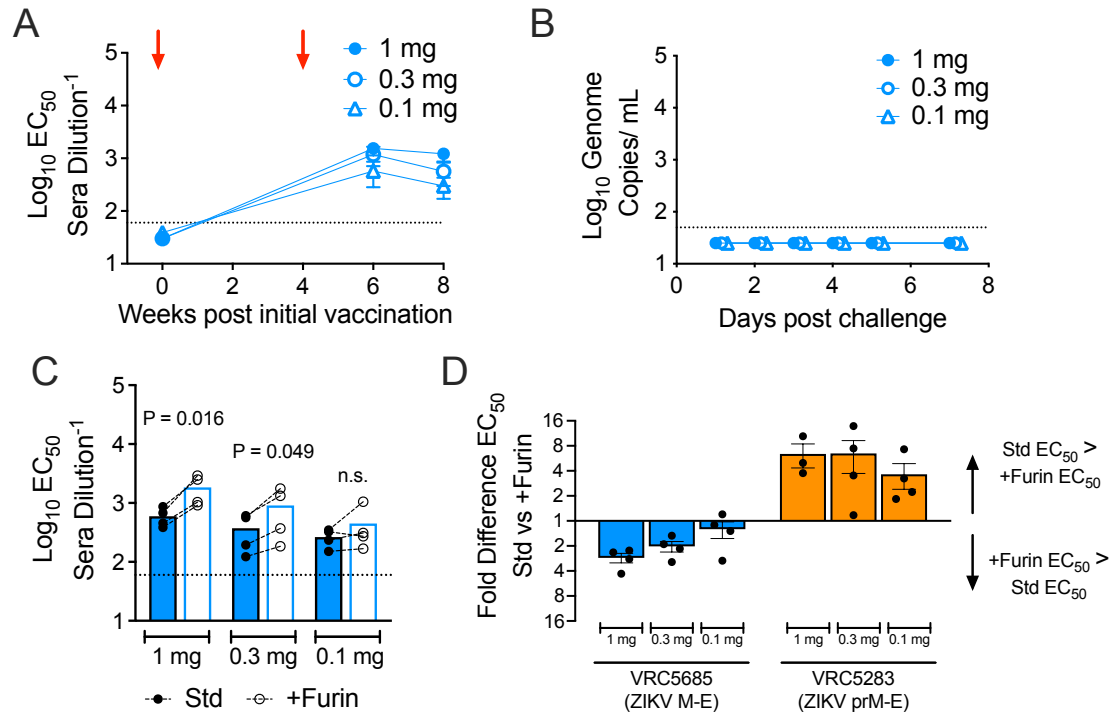 A
5
4
3
2
1
Log10 EC50
Sera Dilution-1
1 mg
0.3 mg
0.1 mg
0 2 4 6 8
Weeks post initial vaccination
B
5
4
3
2
1
Log10 Genome
Copies/ mL
1 mg
0.3 mg
0.1 mg
0 2 4 6 8
Days post challenge
C
5
4
3
2
1
Log10 EC50
Sera Dilution-1
P = 0.016
P = 0.049
n.s.
1 mg 0.3 mg 0.1 mg
Std +Furin
D
16
8
4
2
1
2
4
8
16
Fold Difference EC50
Std vs +Furin
1 mg 0.3 mg 0.1 mg 1 mg 0.3 mg 0.1 mg
VRC5685
(ZIKV M-E)
VRC5283
(ZIKV prM-E)
Std EC50 >
+Furin EC50
+Furin EC50 >
Std EC50